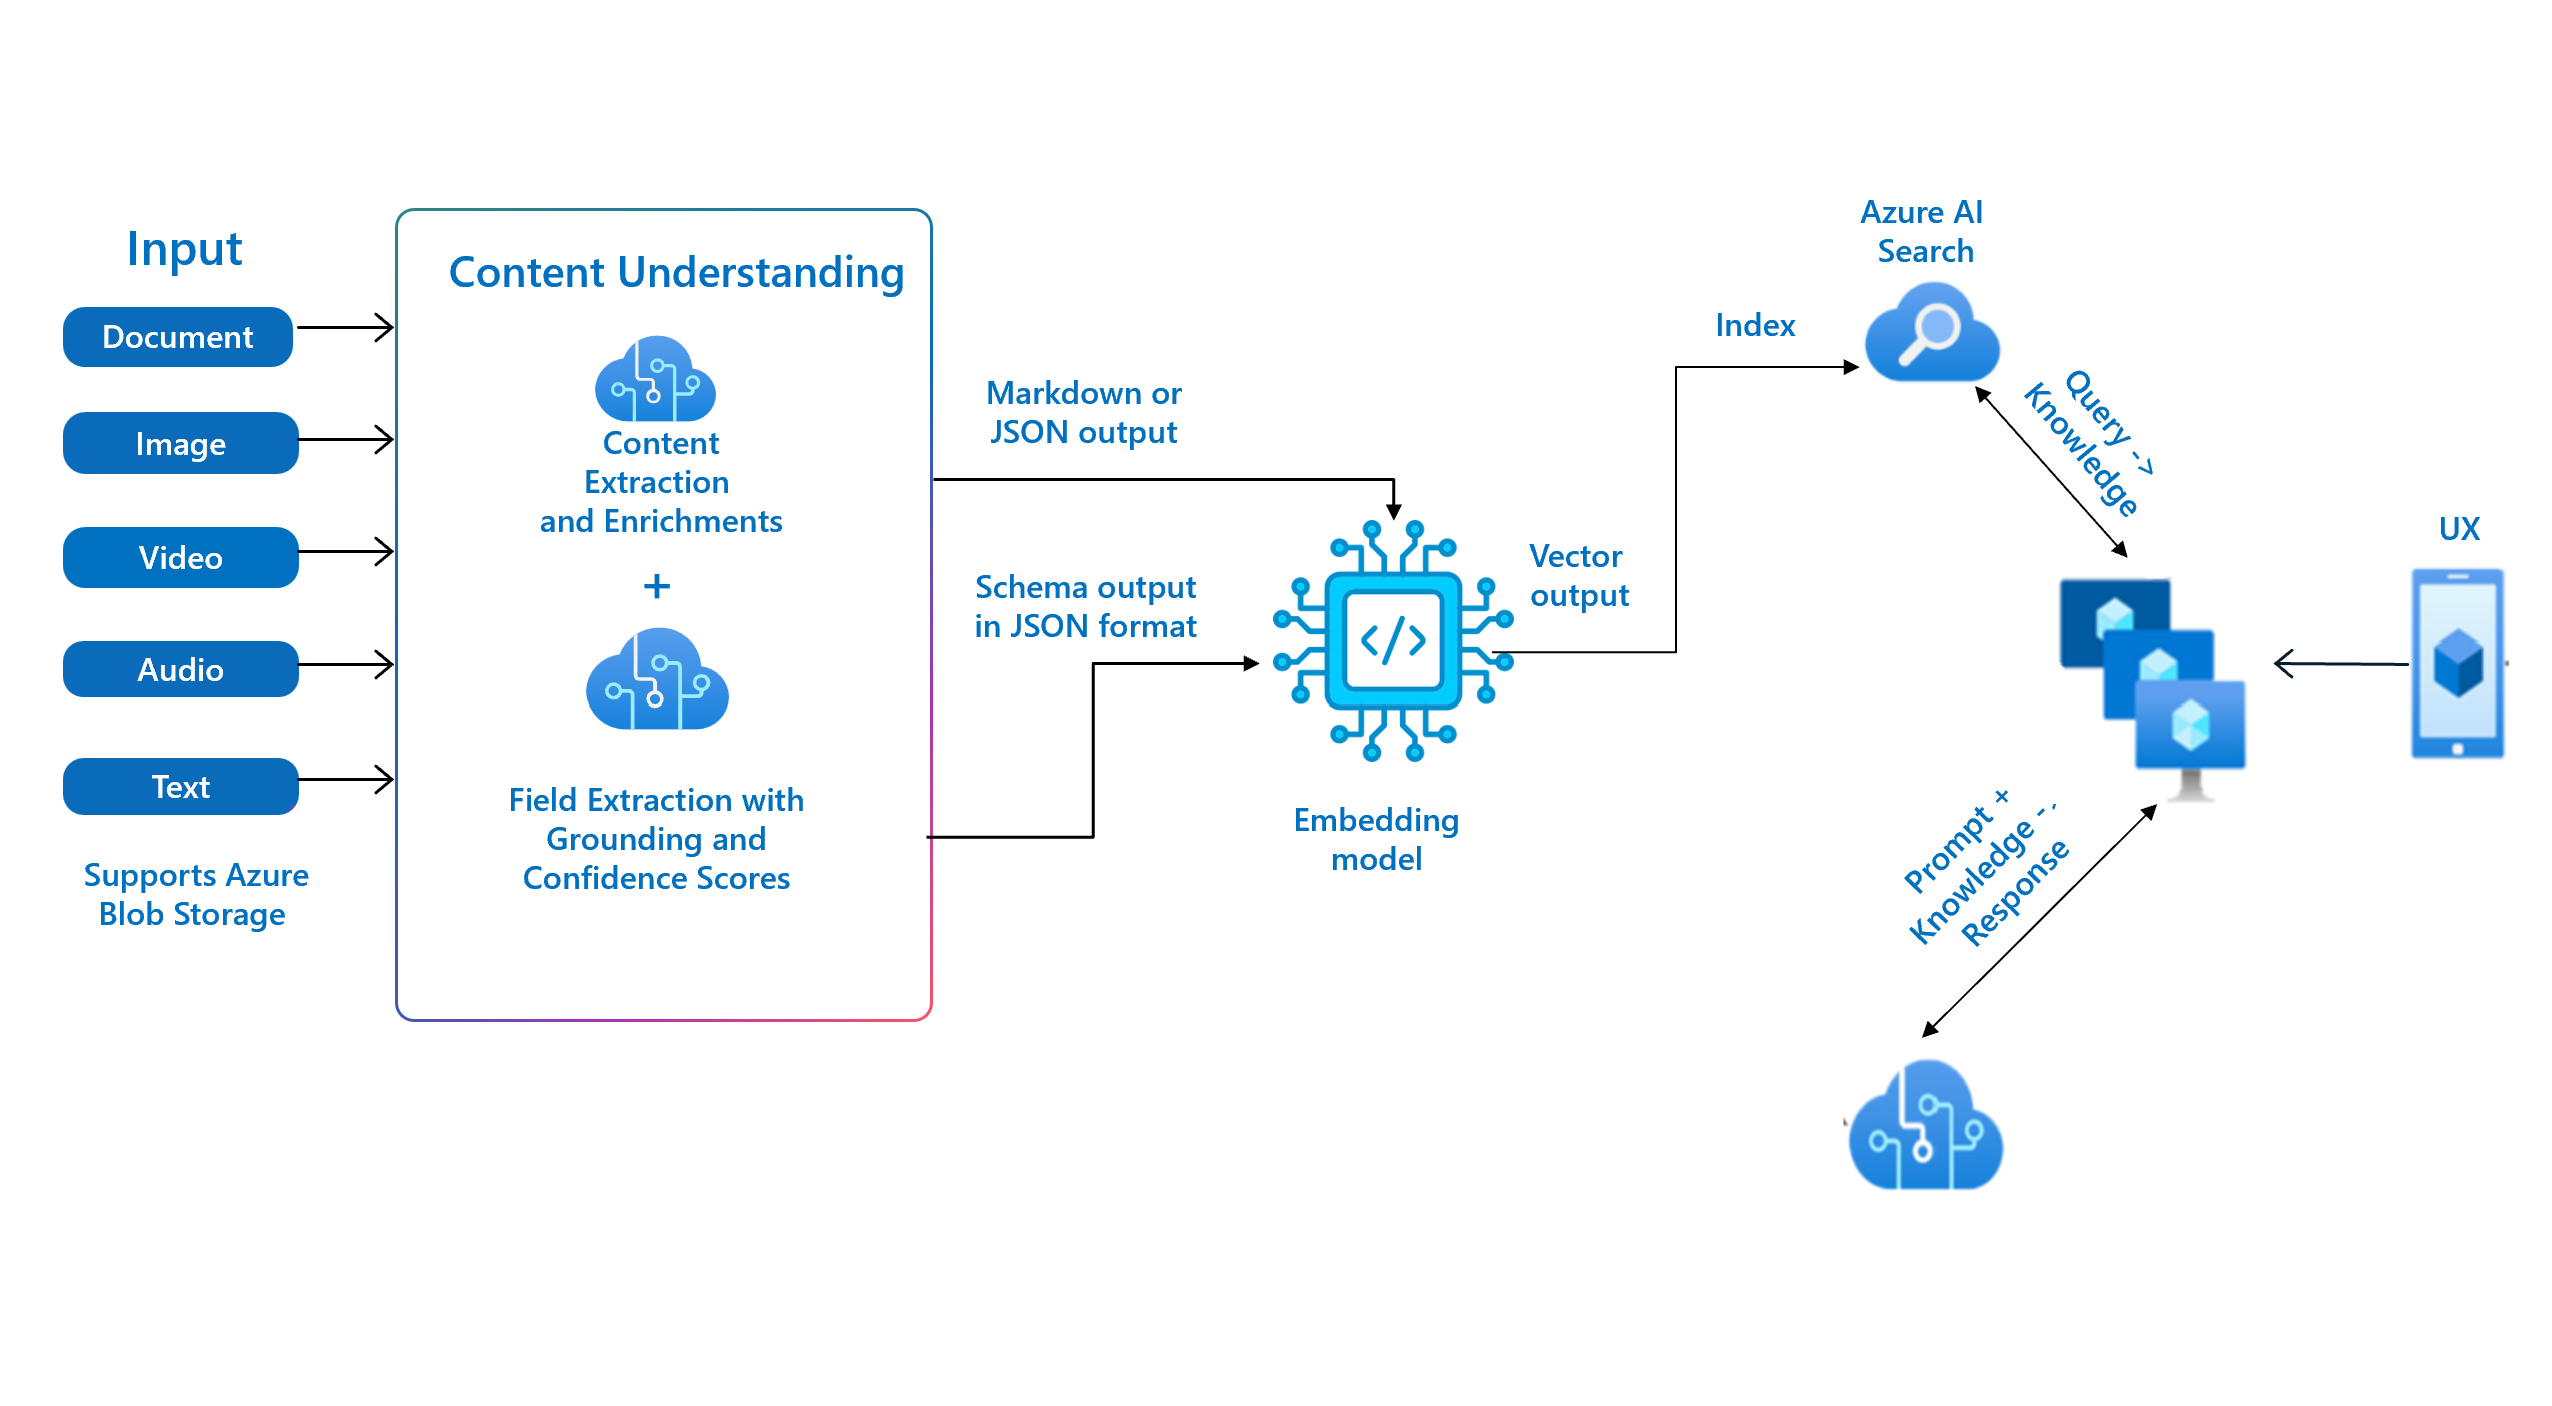 Input
Document
Image
Video
Audio
Text
Supports Azure
Blob Storage
Content Understanding
Content
Extraction
and Enrichments
+
Field Extraction with
Grounding and
Confidence Scores
Markdown or
JSON output
Schema output
in JSON format
</>
Embedding
model
Vector
output
Index
Azure AI
Search
Query ->
Knowledge
UX
Prompt +
Knowledge -
Response